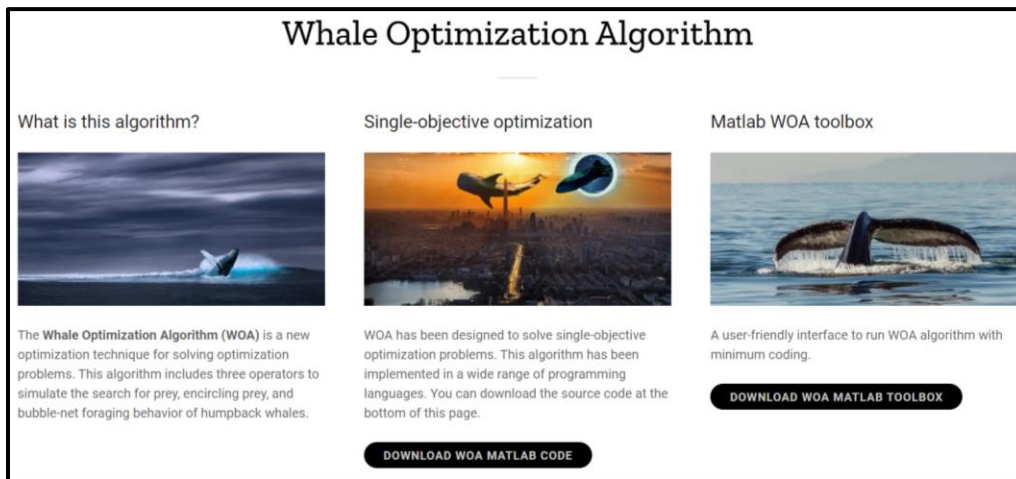 Whale Optimization Algorithm
What is this algorithm?
The Whale Optimization Algorithm (WOA) is a new
optimization technique for solving optimization
problems. This algorithm includes three operators to
simulate the search for prey, encircling prey, and
bubble-net foraging behavior of humpback whales.
Single-objective optimization
WOA has been designed to solve single-objective
optimization problems. This algorithm has been
implemented in a wide range of programming
languages. You can download the source code at the
bottom of this page.
DOWNLOAD WOA MATLAB CODE
Matlab WOA toolbox
A user-friendly interface to run WOA algorithm with
minimum coding.
DOWNLOAD WOA MATLAB TOOLBOX